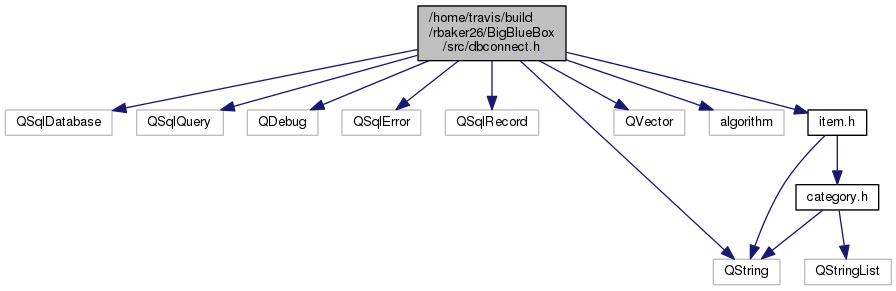 /home/travis/build
/rbaker26/BigBlueBox
/src/dbconnect.h
QSqlDatabase
QSqlQuery
QDebug
QSqlError
QSqlRecord
QVector
algorithm
item.h
category.h
QString
QStringList